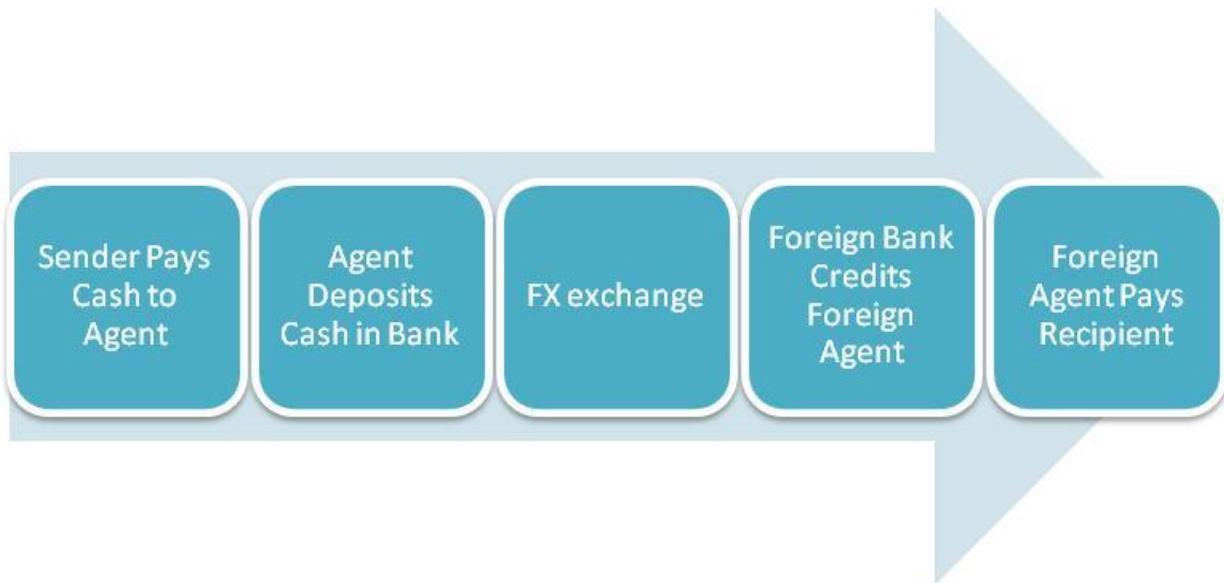 Sender Pays
Cash to
Agent
Agent
Deposits
Cash in Bank
FX exchange
Foreign Bank
Credits
Foreign
Agent
Foreign
Agent Pays
Recipient